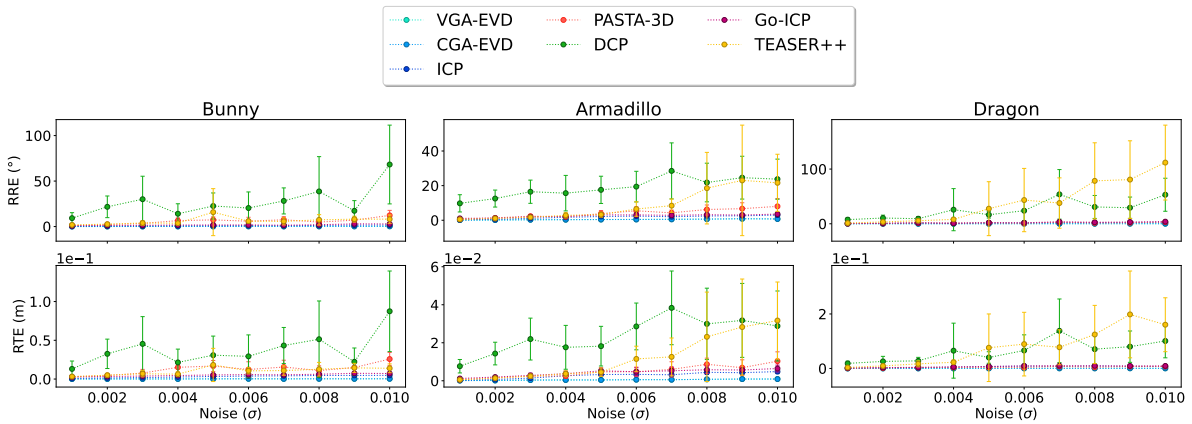 VGA-EVD PASTA-3D Go-ICP
CGA-EVD DCP TEASER++
ICP
Bunny Armadillo Dragon
RRE (°) 100 50 0
40 20 0
100 0
1e−1 1e−2 1e−1
RTE (m) 1.0 0.5 0.0
6 4 2 0
2 0
0.002 0.004 0.006 0.008 0.010 0.002 0.004 0.006 0.008 0.010 0.002 0.004 0.006 0.008 0.010
Noise (σ) Noise (σ) Noise (σ)